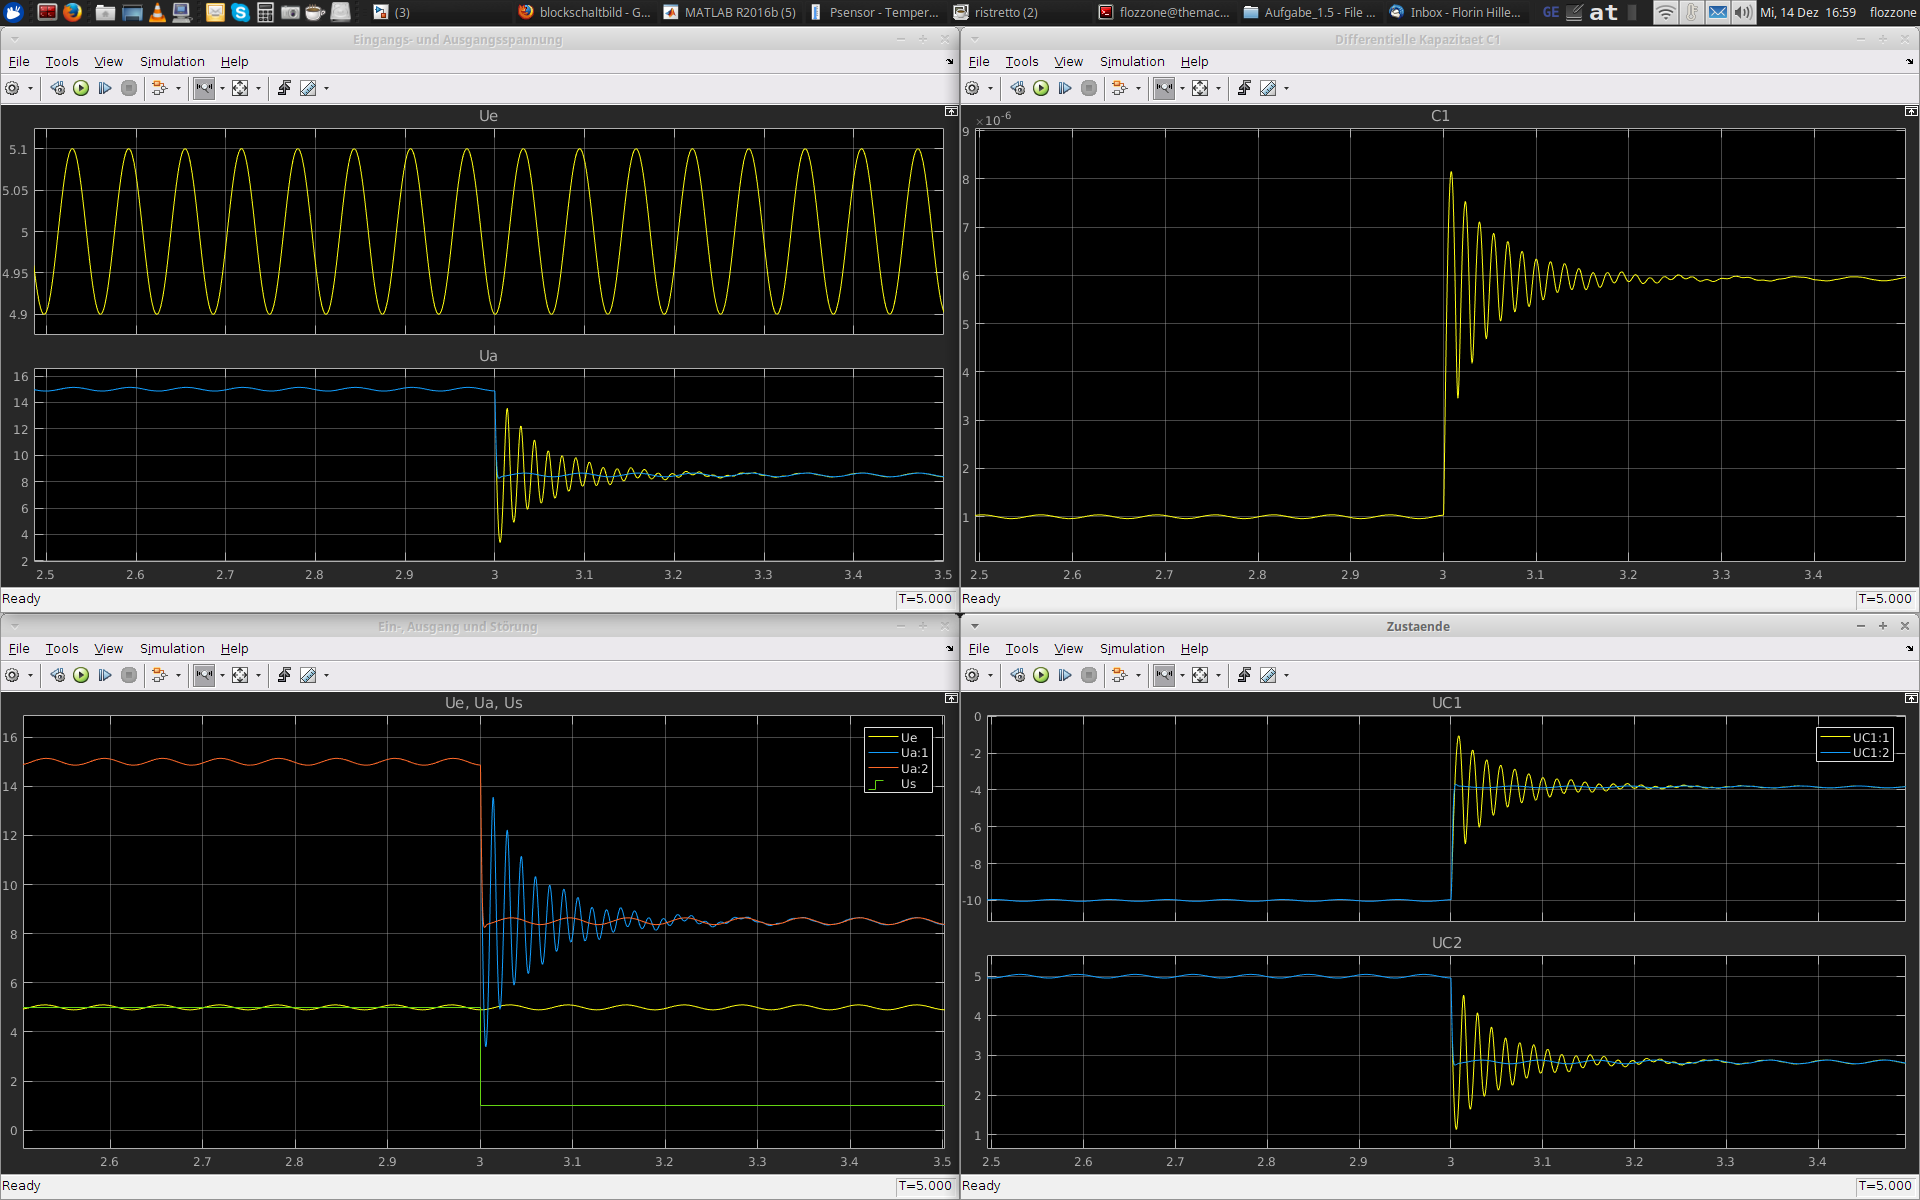 (3) blockschaltbild - G... MATLAB R2016b (5) Psensor - Temper... ristretto (2) flozzone@themac... Aufgabe_1.5 - File ... Inbox - Florin Hille... GE at Mi, 14 Dez 16:59 flozzone
Eingangs- und Ausgangsspannung
File Tools View Simulation Help
Ue
5.1
5.05
5
4.95
4.9
Ua
16
14
12
10
8
6
4
2
2.5 2.6 2.7 2.8 2.9 3 3.1 3.2 3.3 3.4 3.5
Ready T=5.000
Differentielle Kapazitaet C1
File Tools View Simulation Help
C1
×10^-6
9
8
7
6
5
4
3
2
1
2.5 2.6 2.7 2.8 2.9 3 3.1 3.2 3.3 3.4
Ready T=5.000
Ein-, Ausgang und Störung
File Tools View Simulation Help
Ue, Ua, Us
Ue
Ua:1
Ua:2
Us
16
14
12
10
8
6
4
2
0
2.6 2.7 2.8 2.9 3 3.1 3.2 3.3 3.4 3.5
Ready T=5.000
Zustaende
File Tools View Simulation Help
UC1
UC1:1
UC1:2
0
-2
-4
-6
-8
-10
UC2
5
4
3
2
1
2.5 2.6 2.7 2.8 2.9 3 3.1 3.2 3.3 3.4
Ready T=5.000